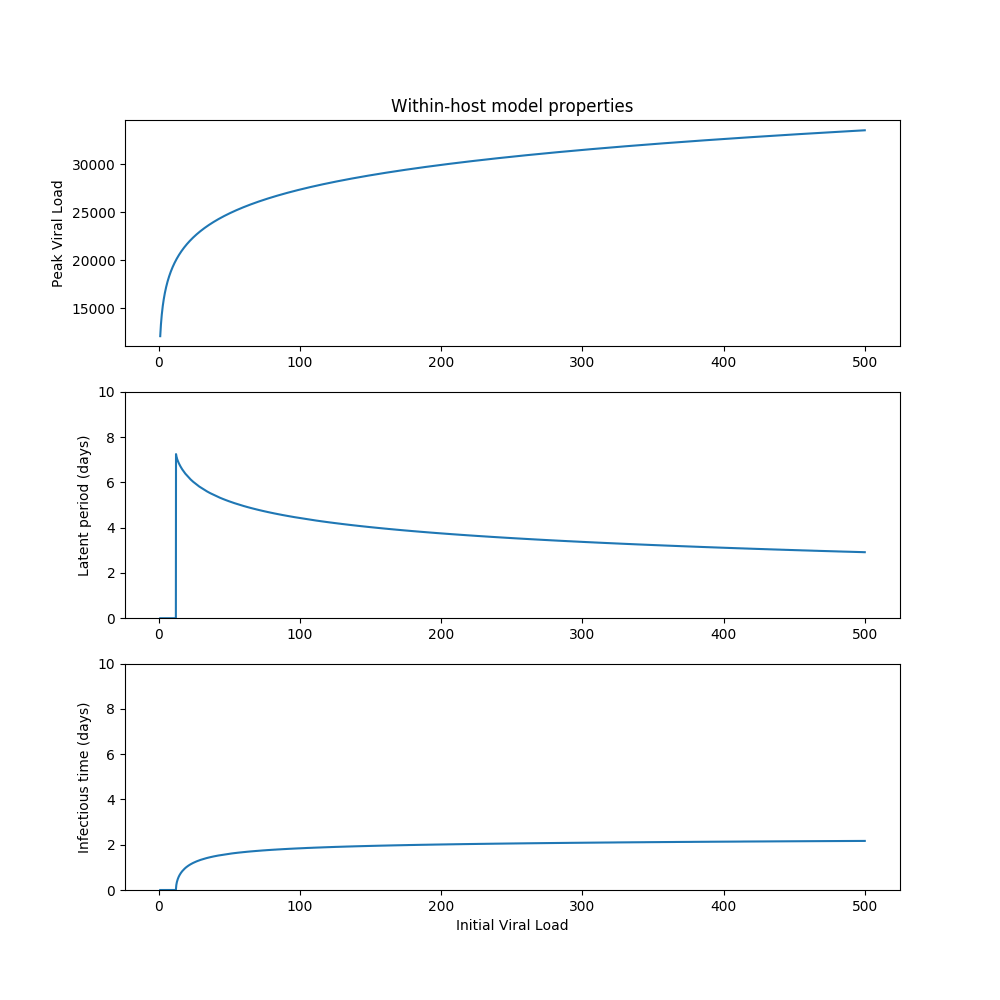 Within-host model properties
Peak Viral Load
30000
25000
20000
15000
0 100 200 300 400 500
Latent period (days)
10
8
6
4
2
0
0 100 200 300 400 500
Infectious time (days)
10
8
6
4
2
0
0 100 200 300 400 500
Initial Viral Load